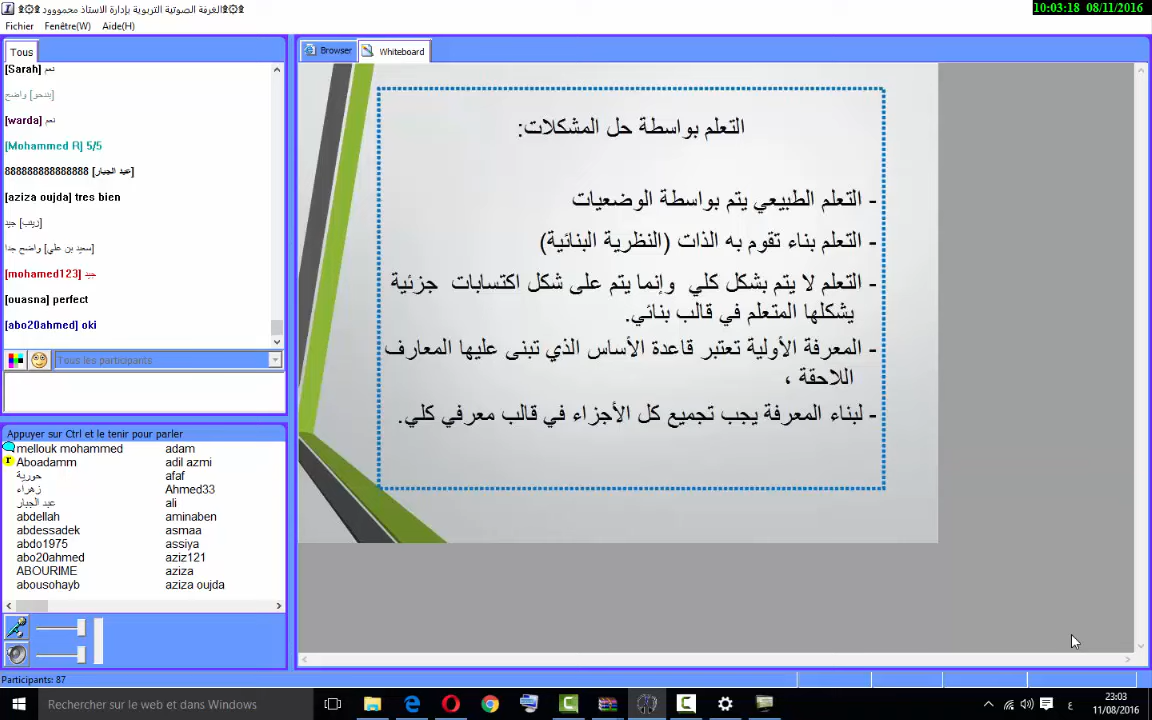 الغرفة الصوتية التربوية بإدارة الاستاذ محموووود
10:03:18 08/11/2016
Fichier Fenêtre(W) Aide(H)
Tous
[Sarah] نعم
[يتدحو] واضح
[warda] نعم
[Mohammed R] 5/5
888888888888888 [عبد الجبار]
[aziza oujda] tres bien
[زينب] جيد
[سعيد بن علي] واضح جدا
[mohamed123] جيد
[ouasna] perfect
[abo20ahmed] oki
Tous les participants
Appuyer sur Ctrl et le tenir pour parler
mellouk mohammed adam
Aboadamm adil azmi
حورية afaf
زهراء Ahmed33
عبد الجبار ali
abdellah aminaben
abdessadek asmaa
abdo1975 assiya
abo20ahmed aziz121
ABOURIME aziza
abousohayb aziza oujda
Participants: 87
Browser Whiteboard
التعلم بواسطة حل المشكلات:
- التعلم الطبيعي يتم بواسطة الوضعيات
- التعلم بناء تقوم به الذات (النظرية البنائية)
- التعلم لا يتم بشكل كلي وإنما يتم على شكل اكتسابات جزئية
يشكلها المتعلم في قالب بنائي.
- المعرفة الأولية تعتبر قاعدة الأساس الذي تبنى عليها المعارف
اللاحقة ،
- لبناء المعرفة يجب تجميع كل الأجزاء في قالب معرفي كلي.
Rechercher sur le web et dans Windows
ع
23:03
11/08/2016